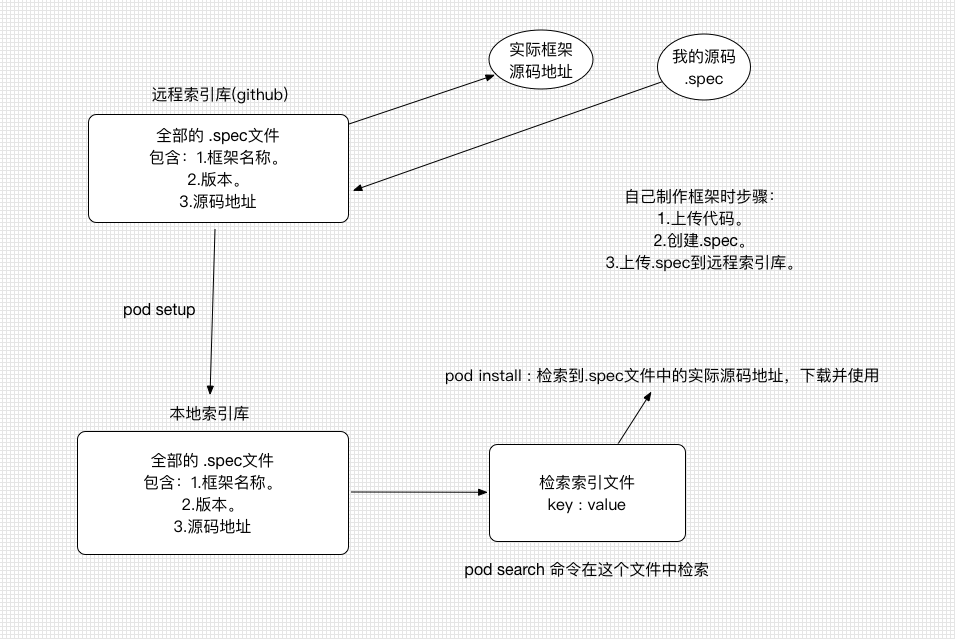 实际框架
源码地址
我的源码
.spec
远程索引库(github)
全部的 .spec文件
包含：1.框架名称。
2.版本。
3.源码地址
自己制作框架时步骤：
1.上传代码。
2.创建.spec。
3.上传.spec到远程索引库。
pod setup
pod install : 检索到.spec文件中的实际源码地址，下载并使用
本地索引库
全部的 .spec文件
包含：1.框架名称。
2.版本。
3.源码地址
检索索引文件
key : value
pod search 命令在这个文件中检索